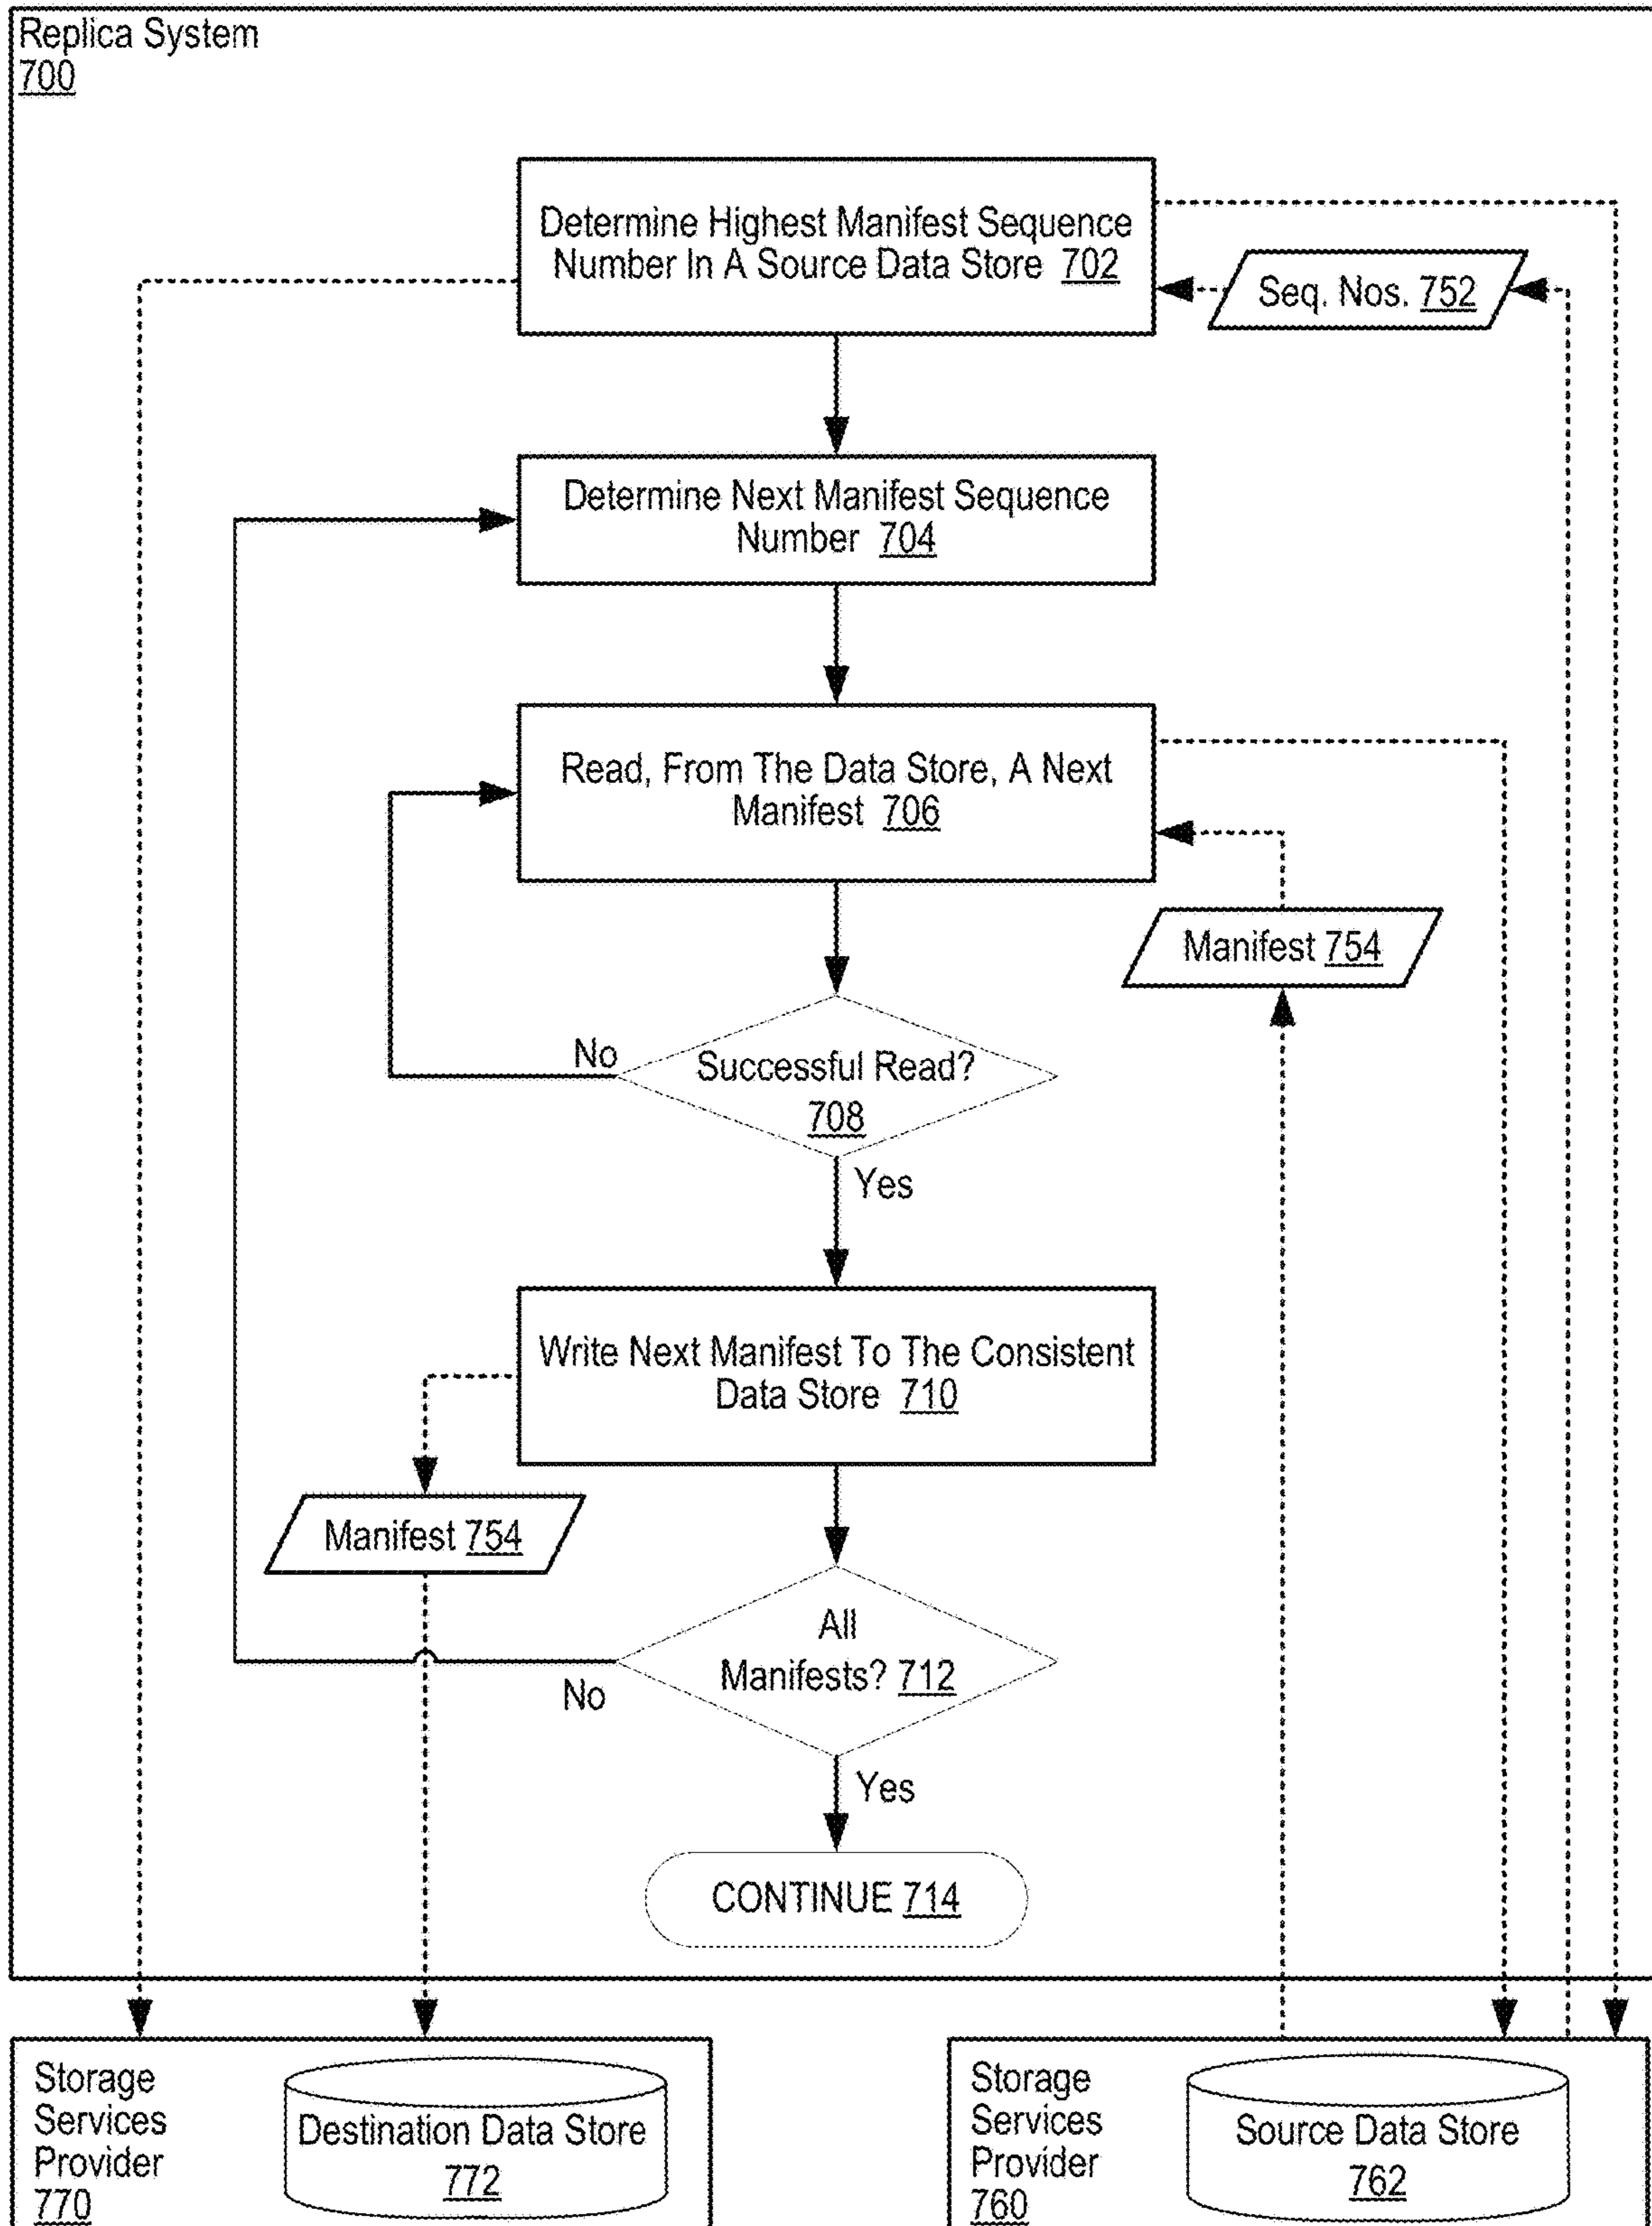 Replica System
700
Determine Highest Manifest Sequence
Number In A Source Data Store 702
Seq. Nos. 752
Determine Next Manifest Sequence
Number 704
Read, From The Data Store, A Next
Manifest 706
Manifest 754
No
Successful Read?
708
Yes
Write Next Manifest To The Consistent
Data Store 710
Manifest 754
All
Manifests? 712
No
Yes
CONTINUE 714
Storage
Services
Provider
770
Destination Data Store
772
Storage
Services
Provider
760
Source Data Store
762